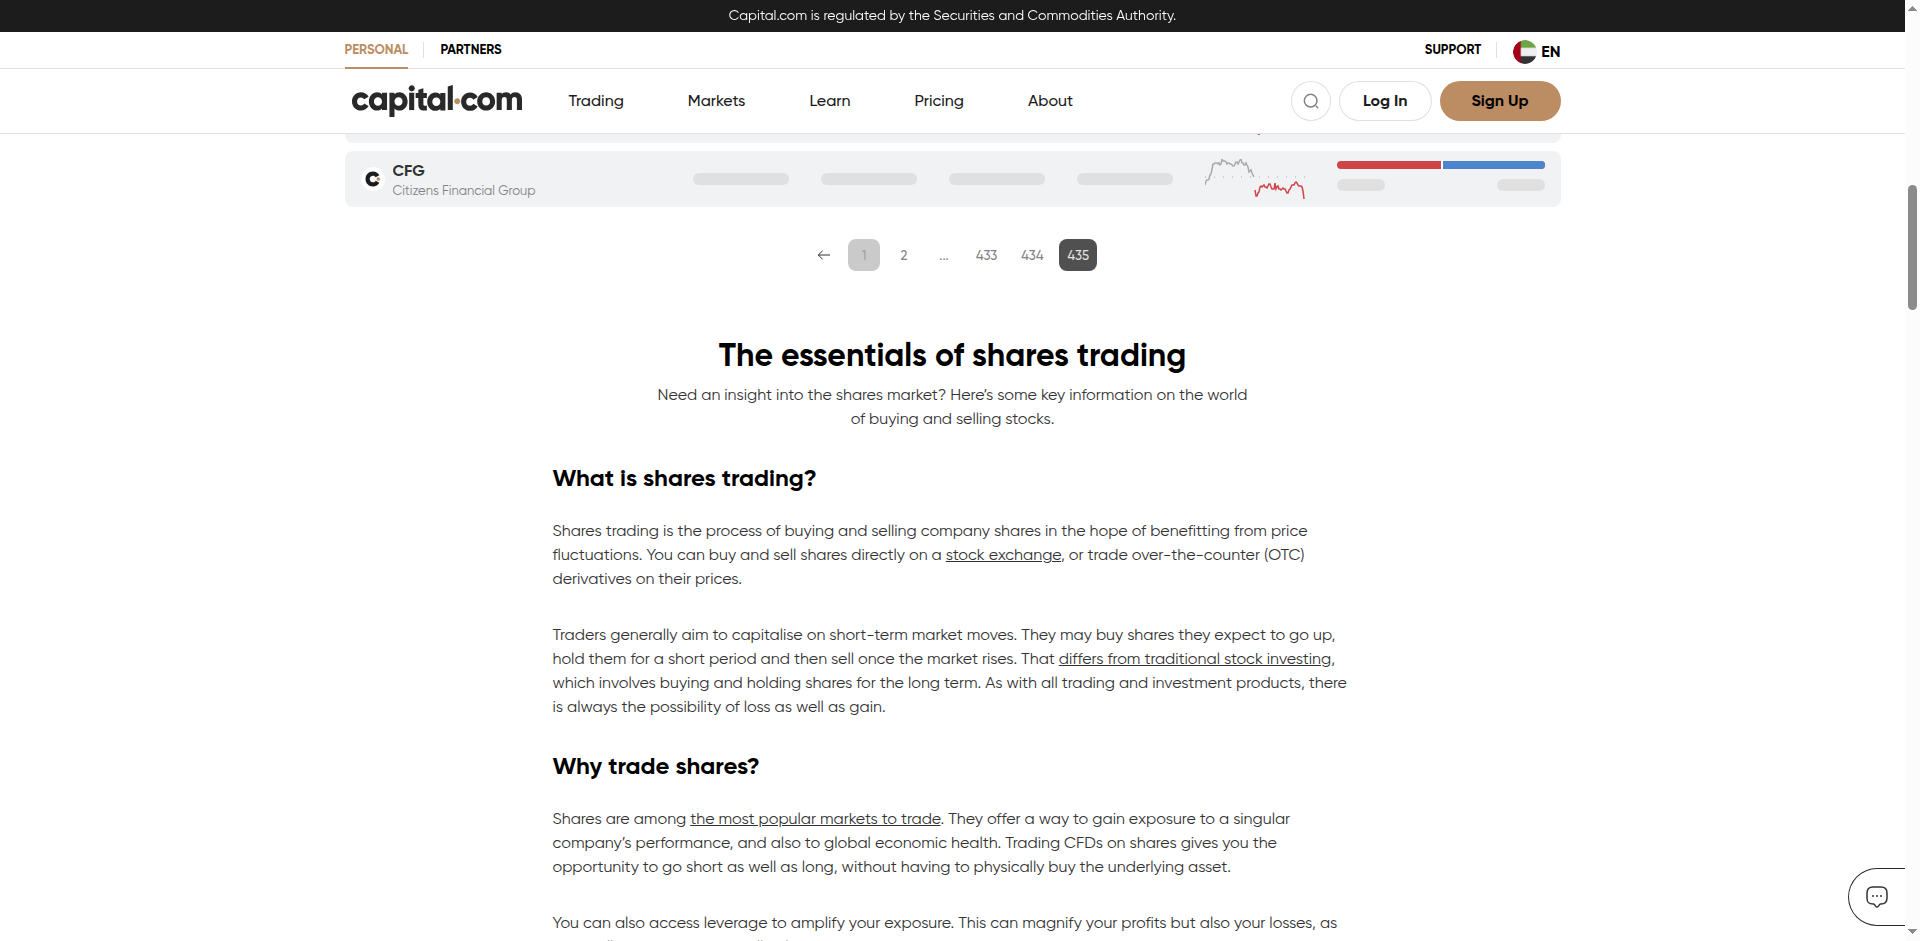 Capital.com is regulated by the Securities and Commodities Authority.
PERSONAL PARTNERS SUPPORT EN
capital.com Trading Markets Learn Pricing About Log In Sign Up
CFG
Citizens Financial Group
1 2 ... 433 434 435
The essentials of shares trading
Need an insight into the shares market? Here’s some key information on the world
of buying and selling stocks.
What is shares trading?
Shares trading is the process of buying and selling company shares in the hope of benefitting from price
fluctuations. You can buy and sell shares directly on a stock exchange, or trade over-the-counter (OTC)
derivatives on their prices.
Traders generally aim to capitalise on short-term market moves. They may buy shares they expect to go up,
hold them for a short period and then sell once the market rises. That differs from traditional stock investing,
which involves buying and holding shares for the long term. As with all trading and investment products, there
is always the possibility of loss as well as gain.
Why trade shares?
Shares are among the most popular markets to trade. They offer a way to gain exposure to a singular
company’s performance, and also to global economic health. Trading CFDs on shares gives you the
opportunity to go short as well as long, without having to physically buy the underlying asset.
You can also access leverage to amplify your exposure. This can magnify your profits but also your losses, as